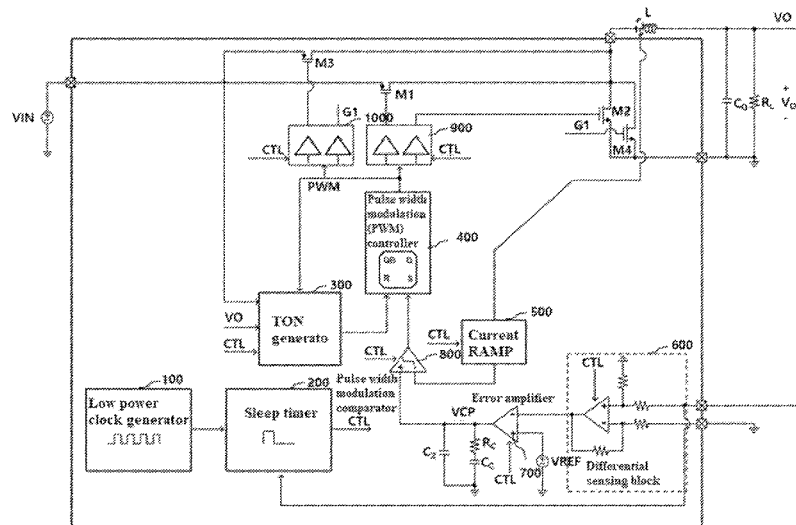 L
VO
M3
M1
VIN
G1
1000
900
M2
G1
M4
CO
RL
+
VO
-
CTL
CTL
PWM
Pulse width
modulation
(PWM)
controller
400
QB Q
R S
300
TON
generato
VO
CTL
500
CTL
Current
RAMP
CTL
800
600
CTL
100
Low power
clock generator
200
Sleep timer
CTL
Pulse width
modulation
comparator
VCP
Error amplifier
C2
RC
CC
CTL
700
VREF
Differential
sensing block